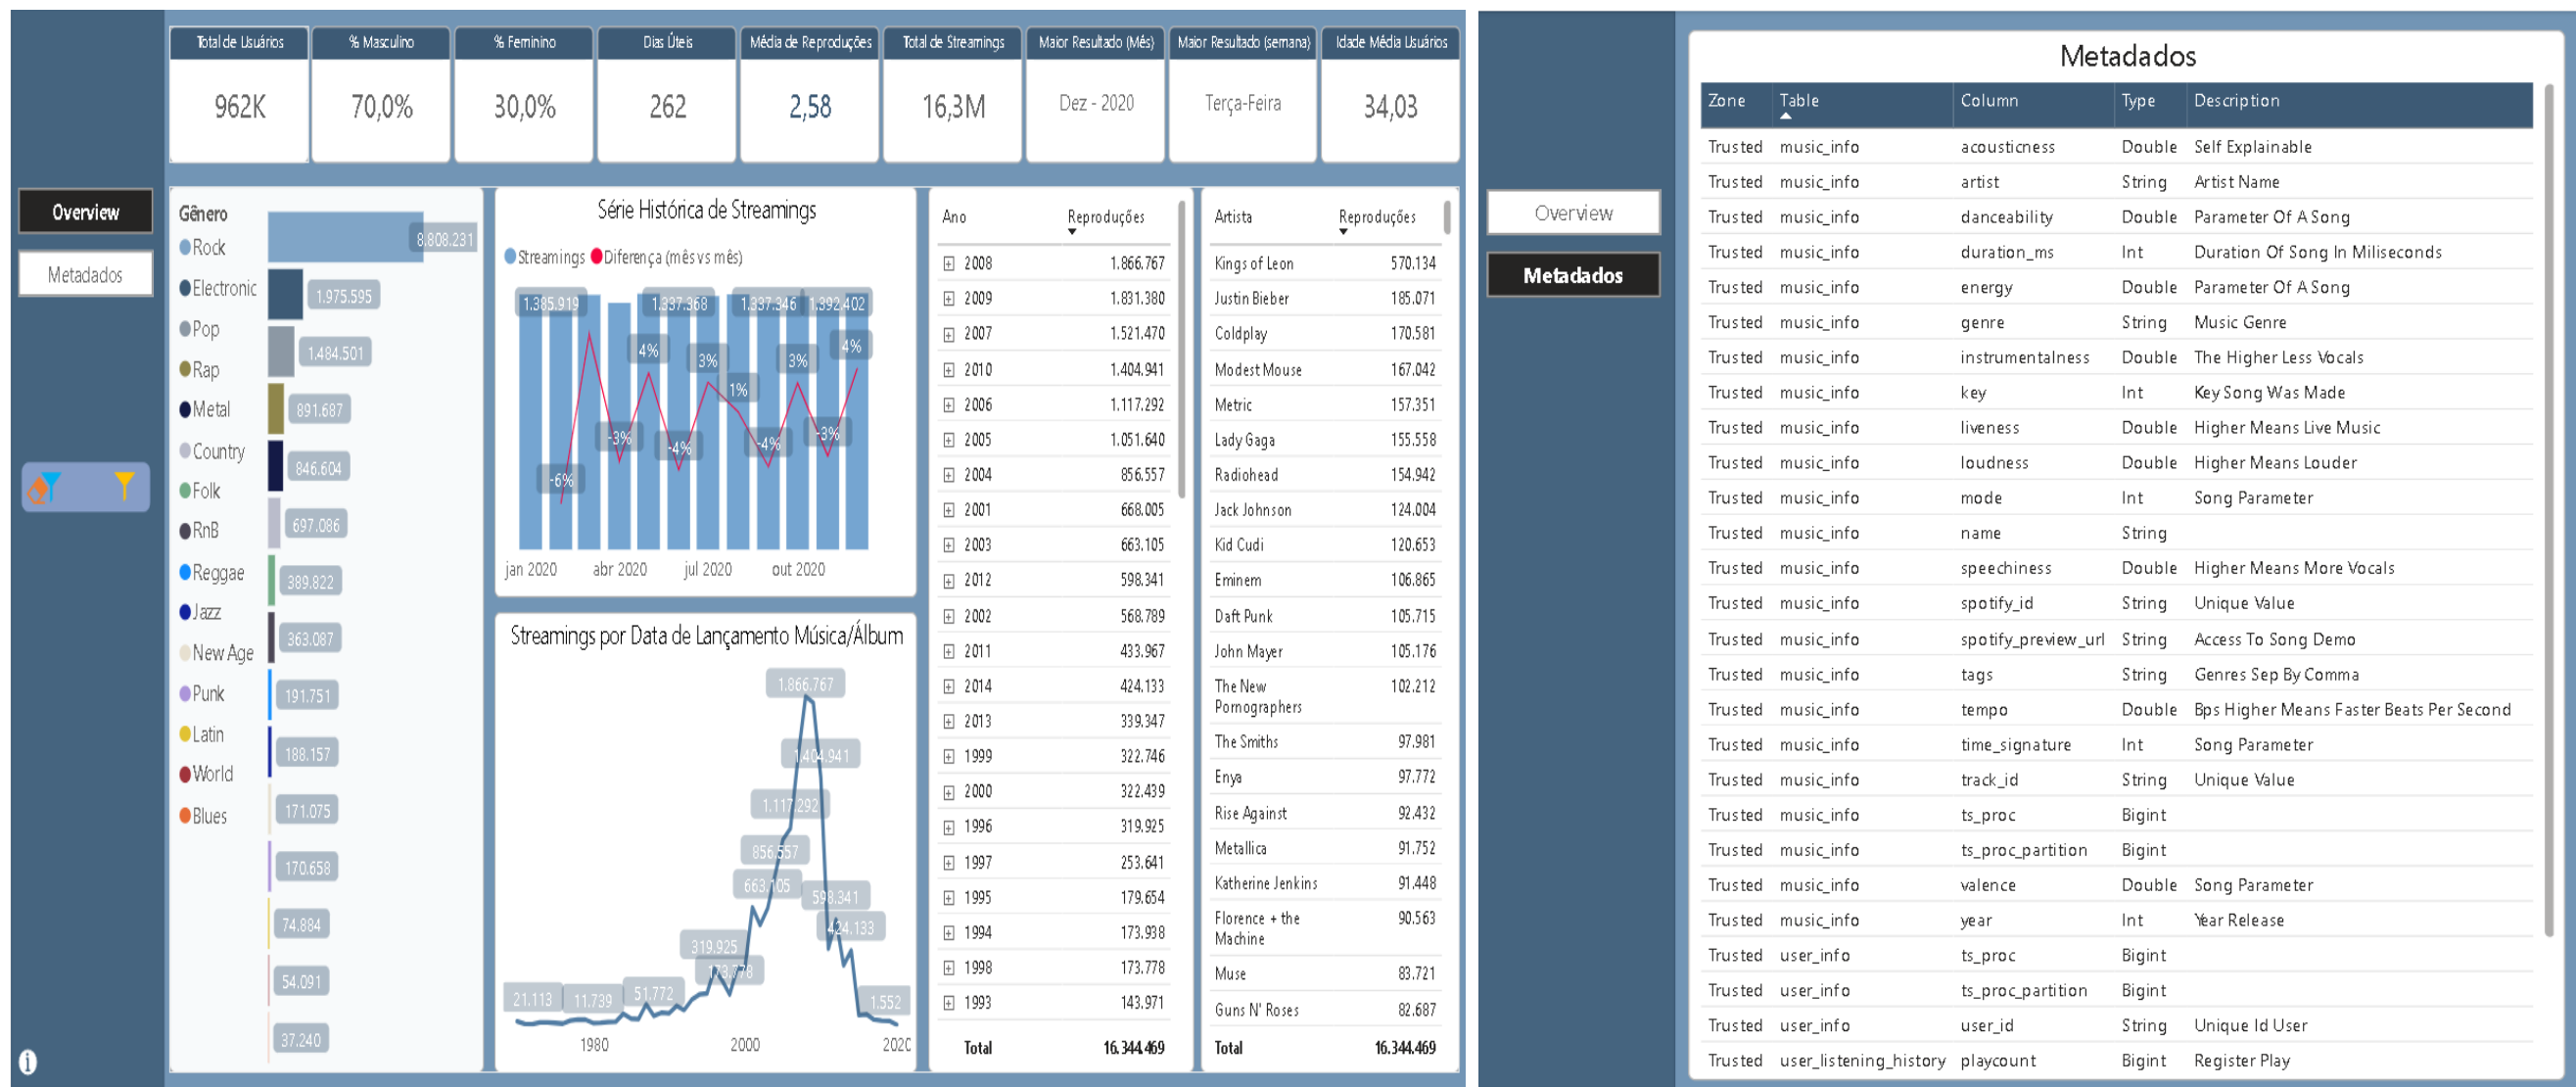 Total de Usuários
962K
% Masculino
70,0%
% Feminino
30,0%
Dias Úteis
262
Média de Reproduções
2,58
Total de Streamings
16,3M
Maior Resultado (Mês)
Dez - 2020
Maior Resultado (semana)
Terça-Feira
Idade Média Usuários
34,03
Overview
Metadados
Gênero
Rock
Electronic
Pop
Rap
Metal
Country
Folk
RnB
Reggae
Jazz
New Age
Punk
Latin
World
Blues
8.808.231
1.975.595
1.484.501
891.687
846.604
697.086
389.822
363.087
191.751
188.157
171.075
170.658
74.884
54.091
37.240
Série Histórica de Streamings
Streamings Diferença (mês vs mês)
1.385.919 1.337.368 1.337.346 1.392.402
-6% -3% 4% -4% 3% 1% -4% 3% -3% 4%
jan 2020 abr 2020 jul 2020 out 2020
Streamings por Data de Lançamento Música/Álbum
1.866.767
1.404.941
1.117.292
856.557
663.105
598.341
424.133
319.925
173.778
21.113 11.739 51.772 1.552
1980 2000 2020
Ano Reproduções
2008 1.866.767
2009 1.831.380
2007 1.521.470
2010 1.404.941
2006 1.117.292
2005 1.051.640
2004 856.557
2001 668.005
2003 663.105
2012 598.341
2002 568.789
2011 433.967
2014 424.133
2013 339.347
1999 322.746
2000 322.439
1996 319.925
1997 253.641
1995 179.654
1994 173.938
1998 173.778
1993 143.971
Total 16.344.469
Artista Reproduções
Kings of Leon 570.134
Justin Bieber 185.071
Coldplay 170.581
Modest Mouse 167.042
Metric 157.351
Lady Gaga 155.558
Radiohead 154.942
Jack Johnson 124.004
Kid Cudi 120.653
Eminem 106.865
Daft Punk 105.715
John Mayer 105.176
The New 102.212
Pornographers
The Smiths 97.981
Enya 97.772
Rise Against 92.432
Metallica 91.752
Katherine Jenkins 91.448
Florence + the 90.563
Machine
Muse 83.721
Guns N' Roses 82.687
Total 16.344.469
Overview
Metadados
Metadados
Zone Table Column Type Description
Trusted music_info acousticness Double Self Explainable
Trusted music_info artist String Artist Name
Trusted music_info danceability Double Parameter Of A Song
Trusted music_info duration_ms Int Duration Of Song In Miliseconds
Trusted music_info energy Double Parameter Of A Song
Trusted music_info genre String Music Genre
Trusted music_info instrumentalness Double The Higher Less Vocals
Trusted music_info key Int Key Song Was Made
Trusted music_info liveness Double Higher Means Live Music
Trusted music_info loudness Double Higher Means Louder
Trusted music_info mode Int Song Parameter
Trusted music_info name String
Trusted music_info speechiness Double Higher Means More Vocals
Trusted music_info spotify_id String Unique Value
Trusted music_info spotify_preview_url String Access To Song Demo
Trusted music_info tags String Genres Sep By Comma
Trusted music_info tempo Double Bps Higher Means Faster Beats Per Second
Trusted music_info time_signature Int Song Parameter
Trusted music_info track_id String Unique Value
Trusted music_info ts_proc Bigint
Trusted music_info ts_proc_partition Bigint
Trusted music_info valence Double Song Parameter
Trusted music_info year Int Year Release
Trusted user_info ts_proc Bigint
Trusted user_info ts_proc_partition Bigint
Trusted user_info user_id String Unique Id User
Trusted user_listening_history playcount Bigint Register Play